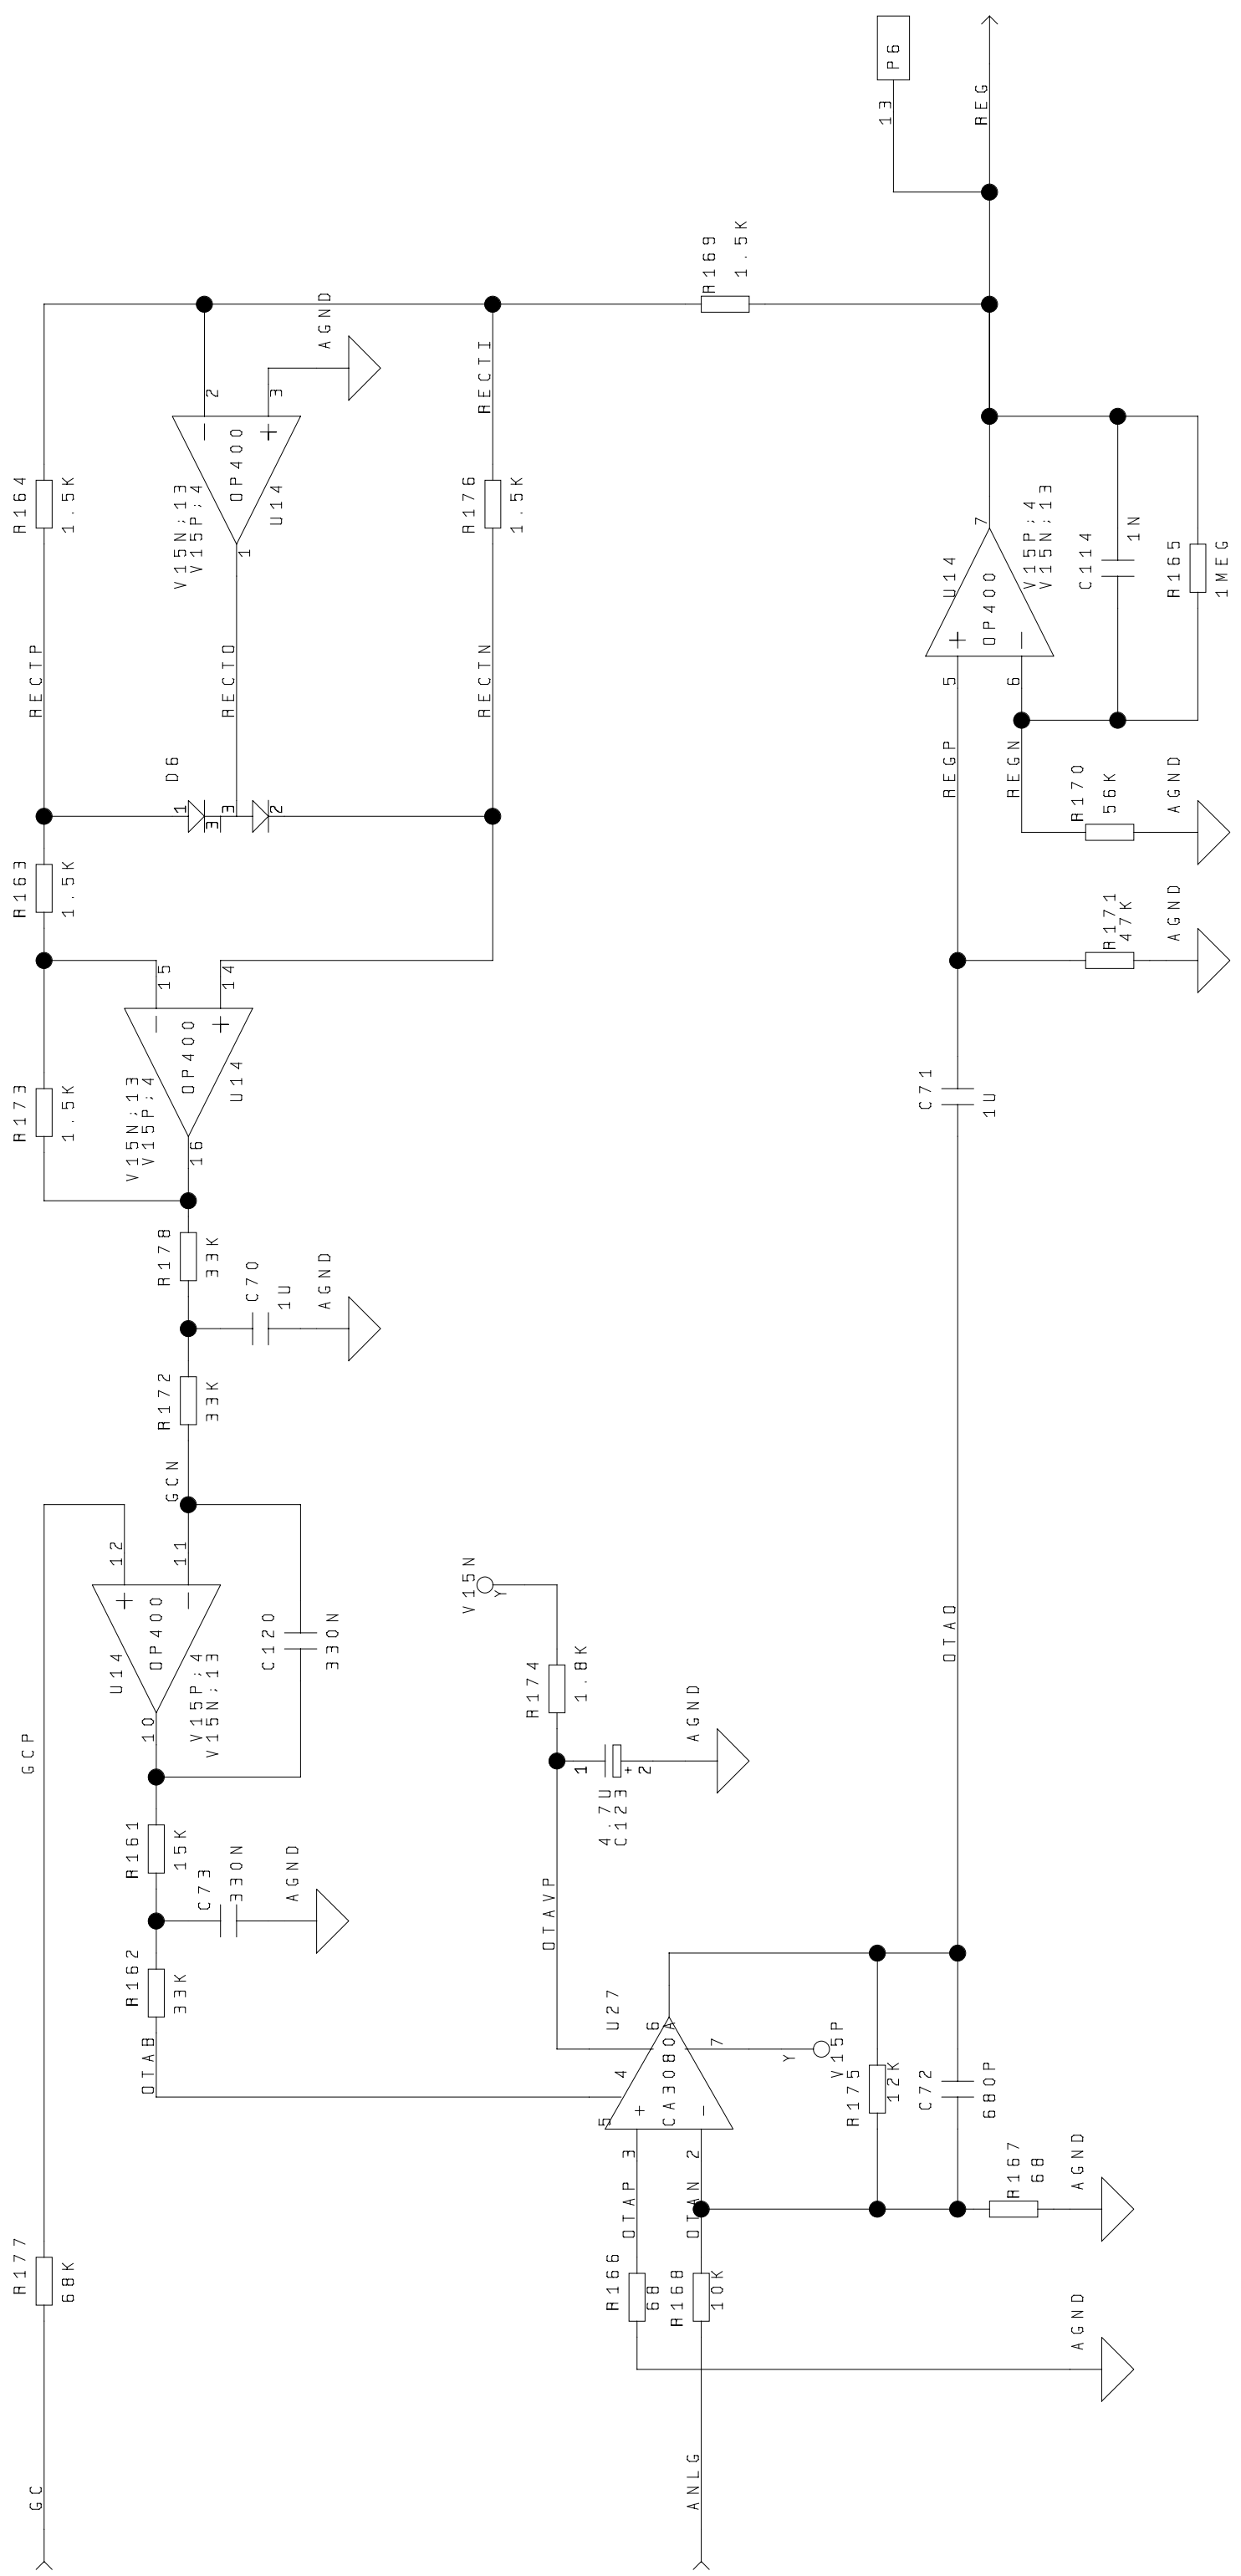 GC
R177
68K
GCP
R173
1.5K
R163
1.5K
RECTP
R164
1.5K
OTAB
R162
33K
R161
15K
C73
330N
AGND
10
U14
OP400
V15P;4
V15N;13
12
11
+
-
C120
330N
GCN
R172
33K
R178
33K
C70
1U
AGND
16
V15N;13
V15P;4
OP400
U14
15
14
-
+
D6
1
3
3
2
RECTO
1
V15N;13
V15P;4
OP400
U14
2
3
-
+
AGND
RECTN
R176
1.5K
RECTI
V15N
Y
R174
1.8K
OTAVP
4.7U
C123
1
2
+
AGND
ANLG
R166
68
R168
10K
OTAP
OTAN
3
2
+
-
5
4
6
7
U27
CA3080A
Y
V15P
R175
12K
C72
680P
R167
68
AGND
AGND
OTAO
C71
1U
R171
47K
AGND
REGP
REGN
5
6
+
-
U14
OP400
7
V15P;4
V15N;13
R170
56K
AGND
C114
1N
R165
1MEG
R169
1.5K
13
P6
REG